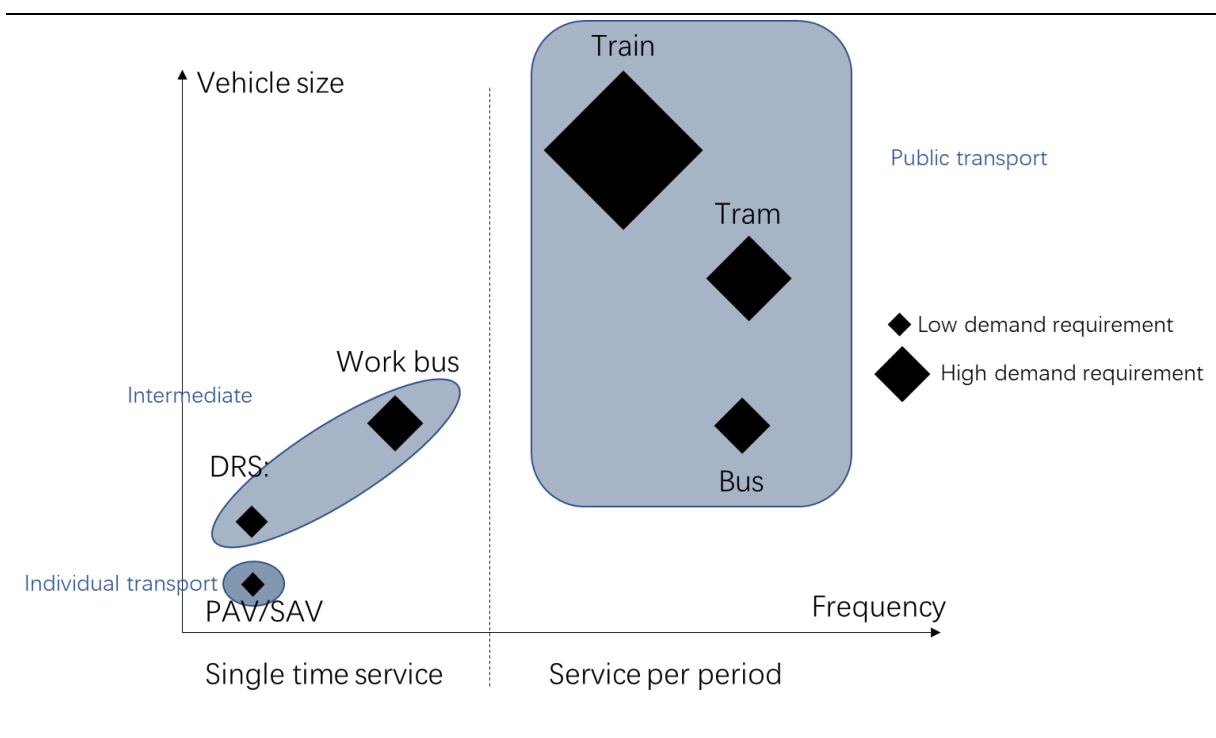 Train
Vehicle size
Public transport
Tram
Low demand requirement
Work bus
High demand requirement
Intermediate
DRS:
Bus
Individual transport
PAV/SAV
Frequency
Single time service
Service per period